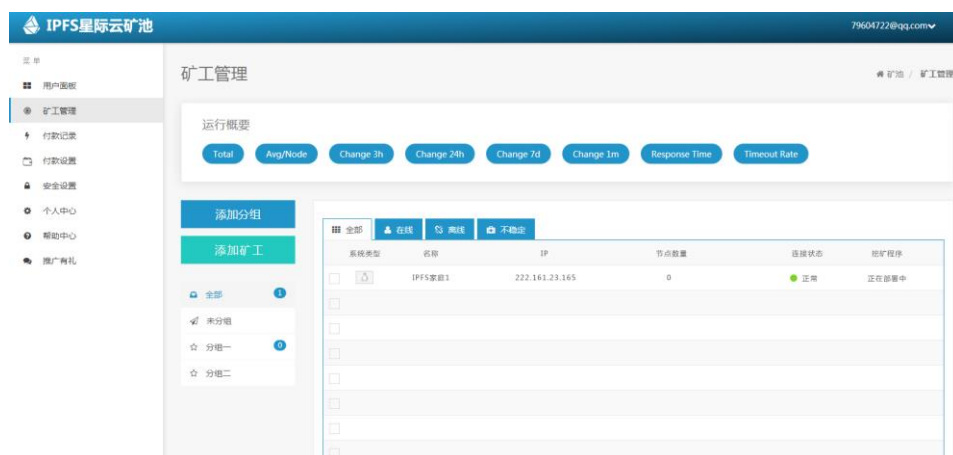 IPFS星际云矿池
79604722@qq.com
菜单
用户面板
矿工管理
付款记录
付款设置
安全设置
个人中心
帮助中心
推广有礼
矿工管理
矿池 / 矿工管理
运行概要
Total Avg/Node Change 3h Change 24h Change 7d Change 1m Response Time Timeout Rate
添加分组
添加矿工
全部 1
未分组
分组一 0
分组二
全部 在线 离线 不稳定
系统类型 名称 IP 节点数量 连接状态 挖矿程序
IPFS家庭1 222.161.23.165 0 正常 正在部署中